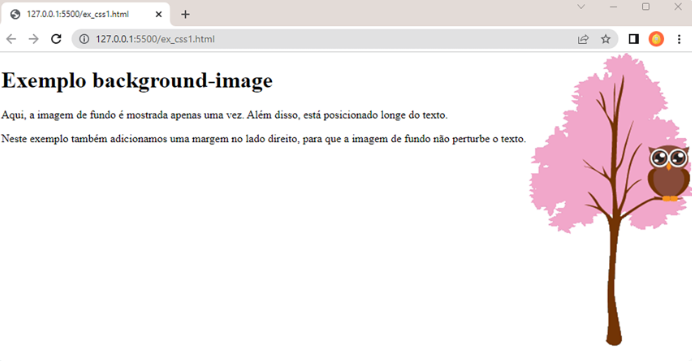 127.0.0.1:5500/ex_css1.html
127.0.0.1:5500/ex_css1.html
Exemplo background-image
Aqui, a imagem de fundo é mostrada apenas uma vez. Além disso, está posicionado longe do texto.
Neste exemplo também adicionamos uma margem no lado direito, para que a imagem de fundo não perturbe o texto.